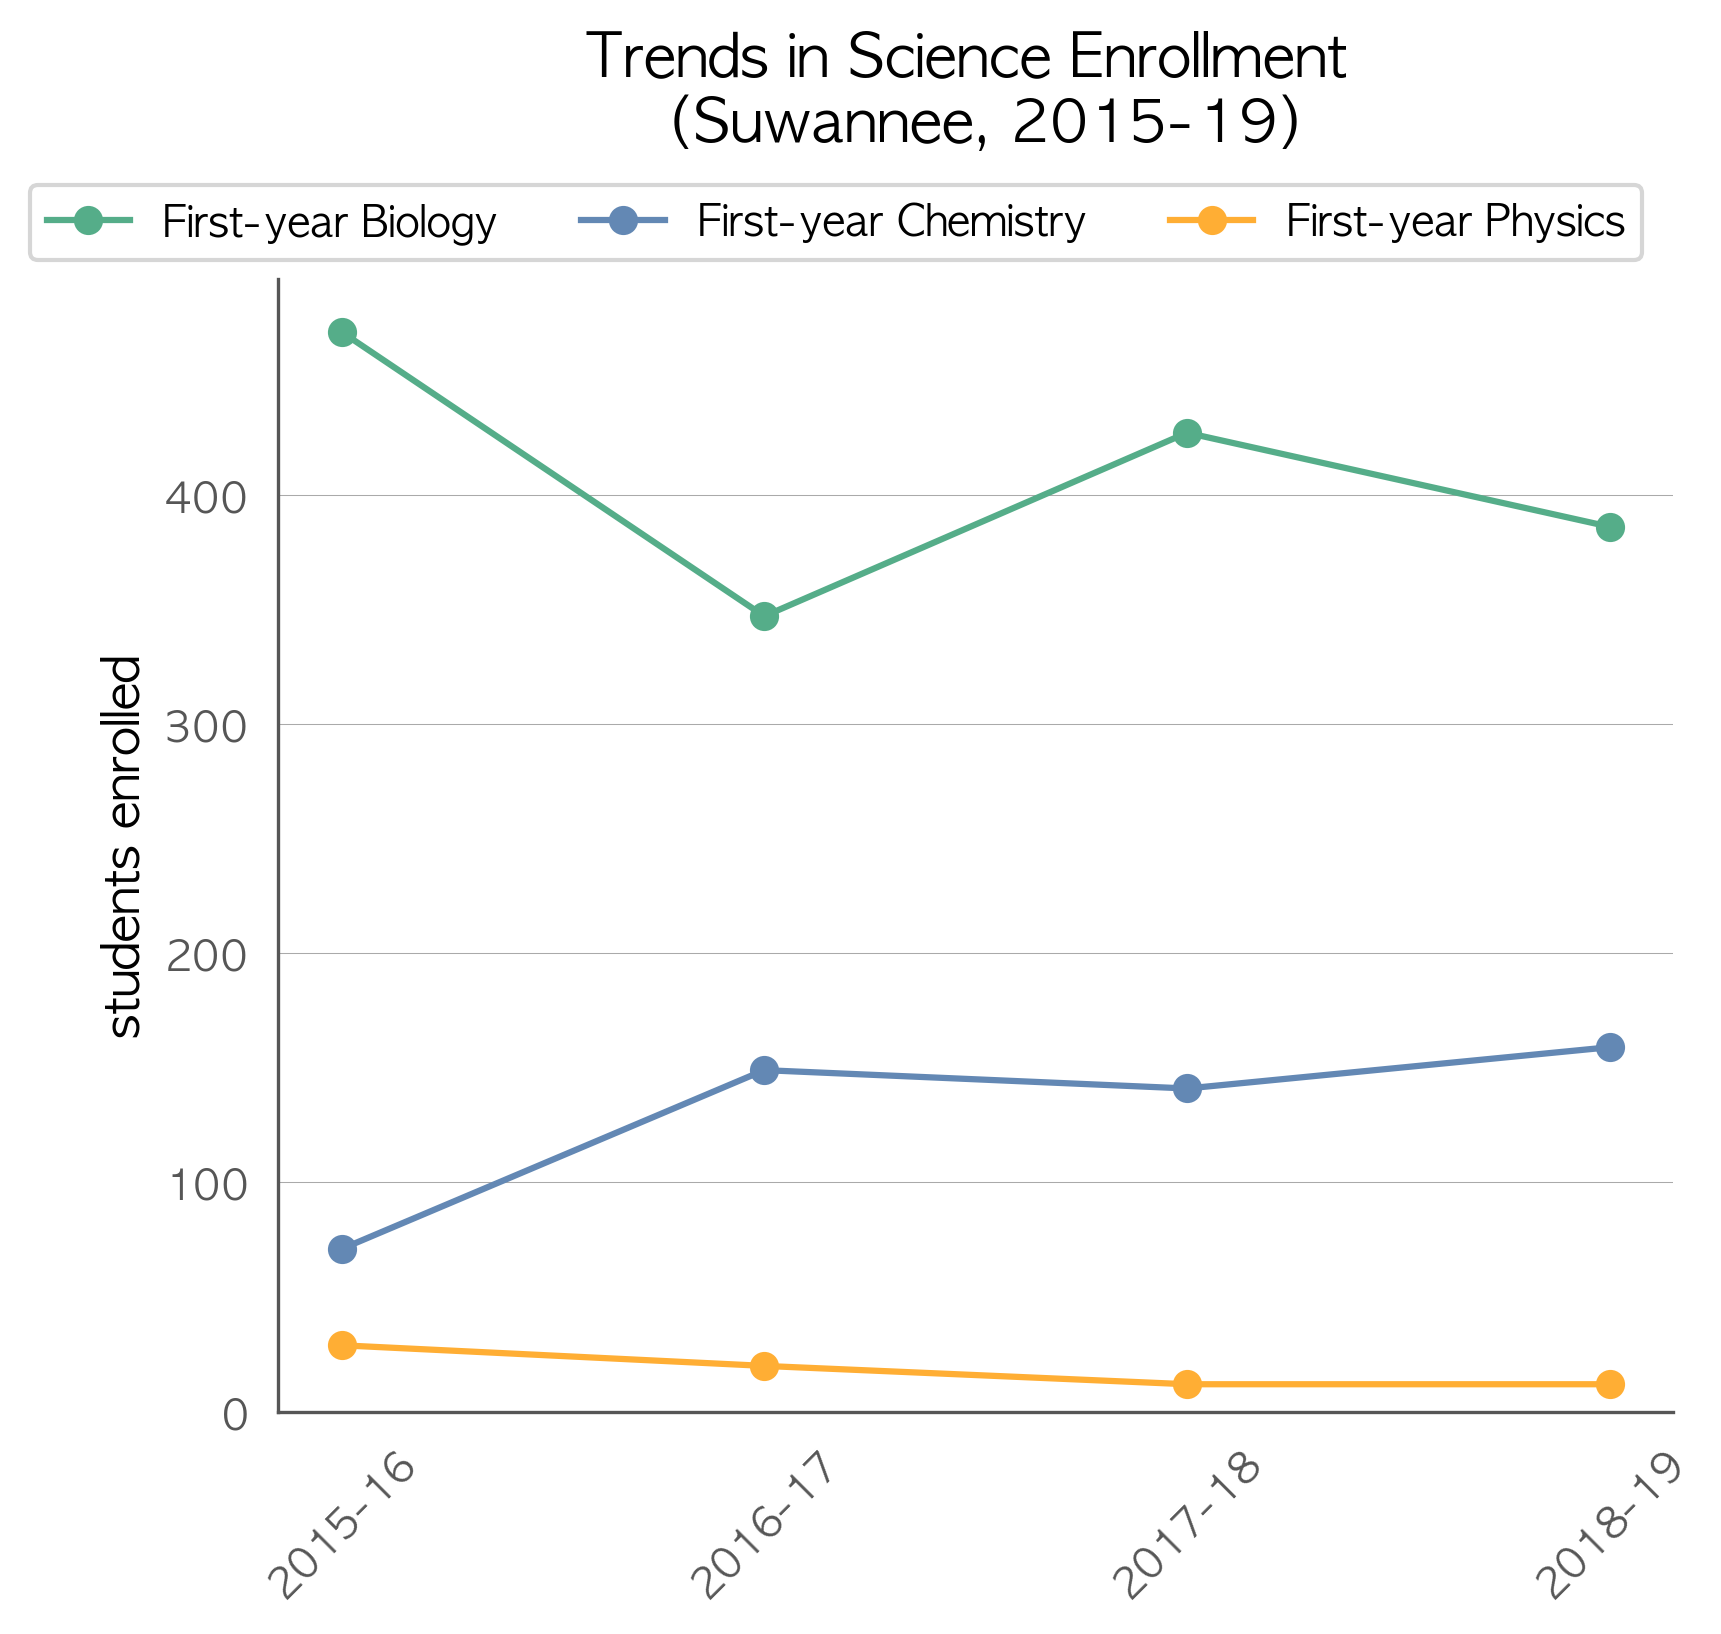 Trends in Science Enrollment
(Suwannee, 2015-19)
First-year Biology
First-year Chemistry
First-year Physics
students enrolled
400
300
200
100
0
2015-16
2016-17
2017-18
2018-19